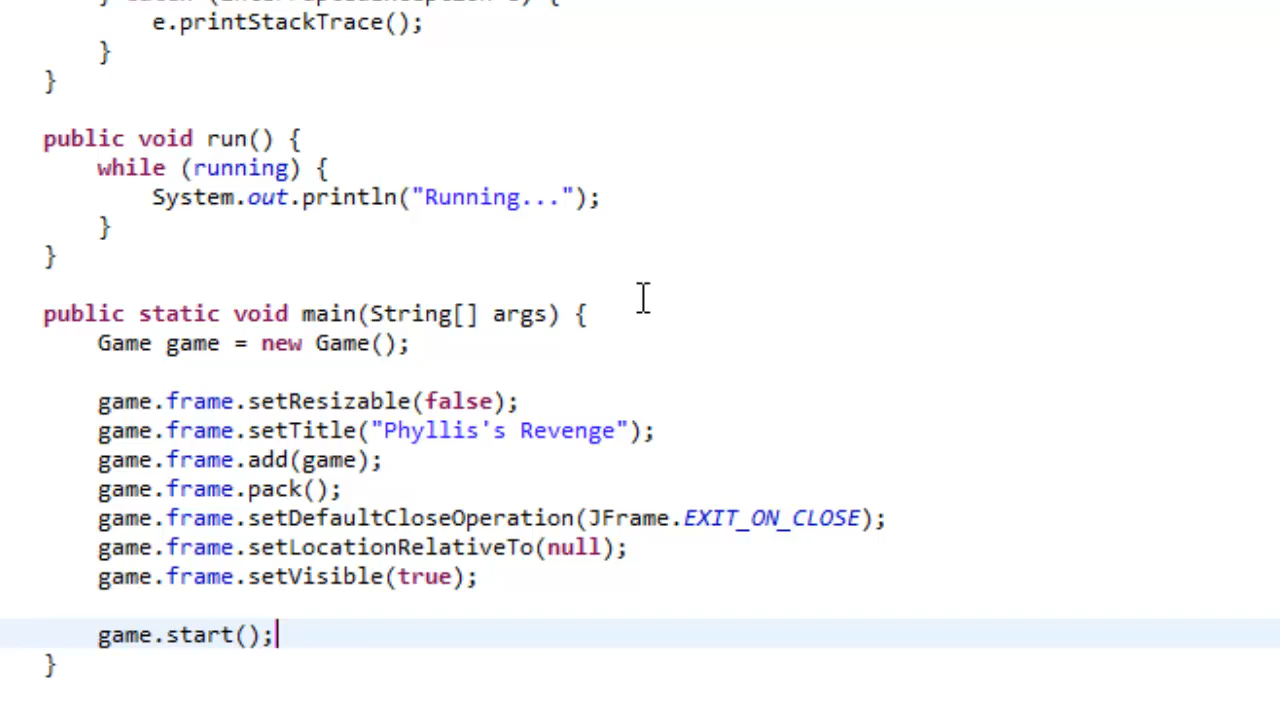 e.printStackTrace();
}
}
public void run() {
while (running) {
System.out.println("Running...");
}
}
public static void main(String[] args) {
Game game = new Game();
game.frame.setResizable(false);
game.frame.setTitle("Phyllis's Revenge");
game.frame.add(game);
game.frame.pack();
game.frame.setDefaultCloseOperation(JFrame.EXIT_ON_CLOSE);
game.frame.setLocationRelativeTo(null);
game.frame.setVisible(true);
game.start();
}